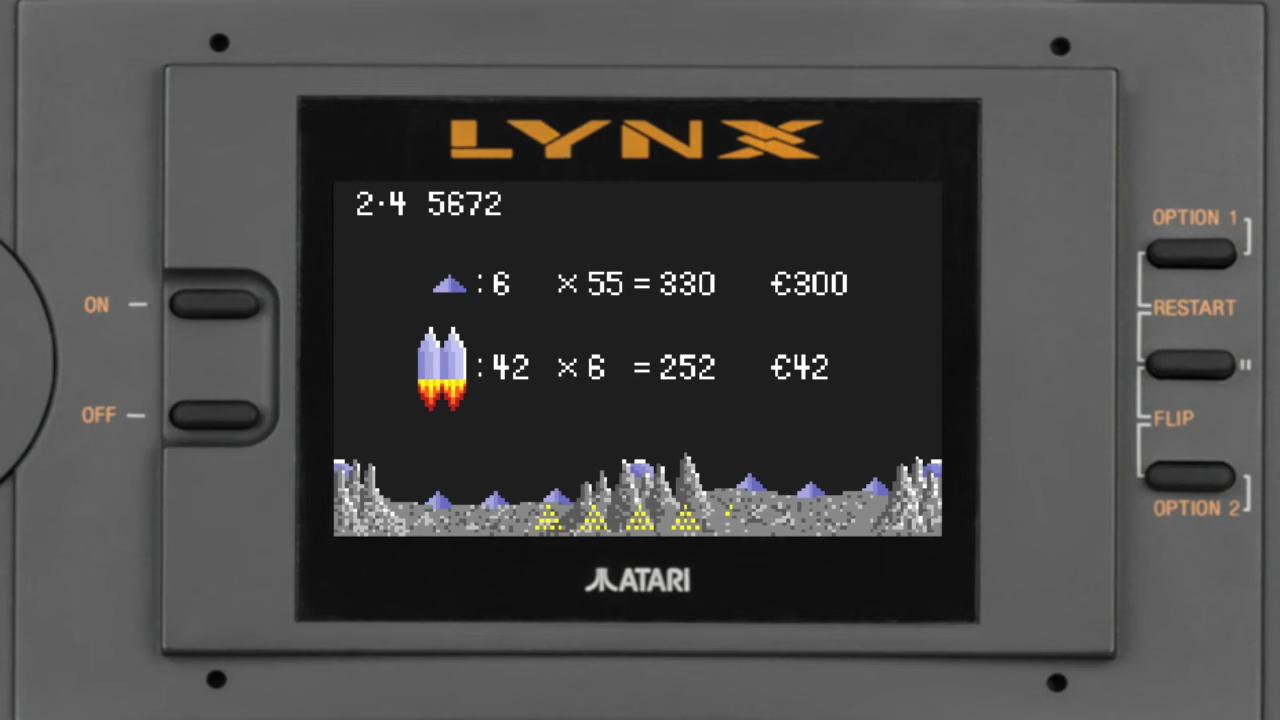 LYNX
2·4 5672
:6 ×55=330 €300
:42 ×6 =252 €42
ATARI
ON
OFF
OPTION 1
RESTART
FLIP
OPTION 2